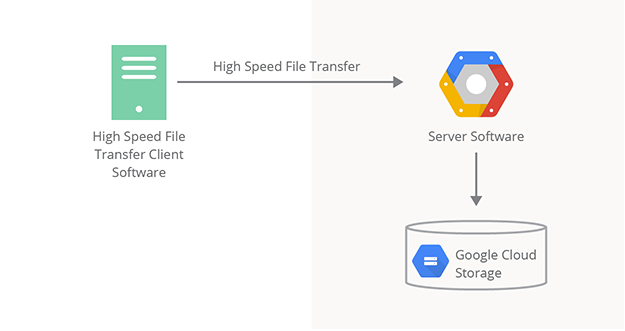 High Speed File Transfer
High Speed File
Transfer Client
Software
Server Software
Google Cloud
Storage